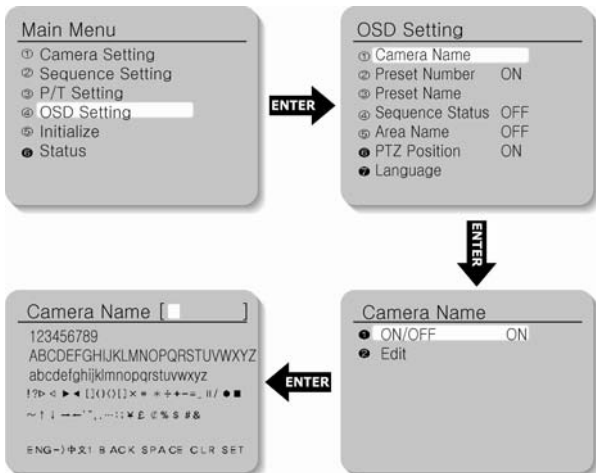 Main Menu
① Camera Setting
② Sequence Setting
③ P/T Setting
④ OSD Setting
⑤ Initialize
❻ Status
ENTER
OSD Setting
① Camera Name
② Preset Number ON
③ Preset Name
④ Sequence Status OFF
⑤ Area Name OFF
❻ PTZ Position ON
❼ Language
ENTER
Camera Name
❶ ON/OFF ON
❷ Edit
ENTER
Camera Name [ ]
123456789
ABCDEFGHIJKLMNOPQRSTUVWXYZ
abcdefghijklmnopqrstuvwxyz
ENG-)中文! BACK SPACE CLR SET